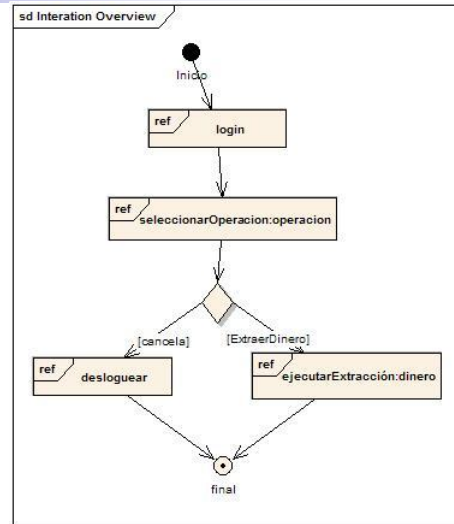 sd Interation Overview
Inicio
ref
login
ref
seleccionarOperacion:operacion
[cancela]
[ExtraerDinero]
ref
desloguear
ref
ejecutarExtracción:dinero
final